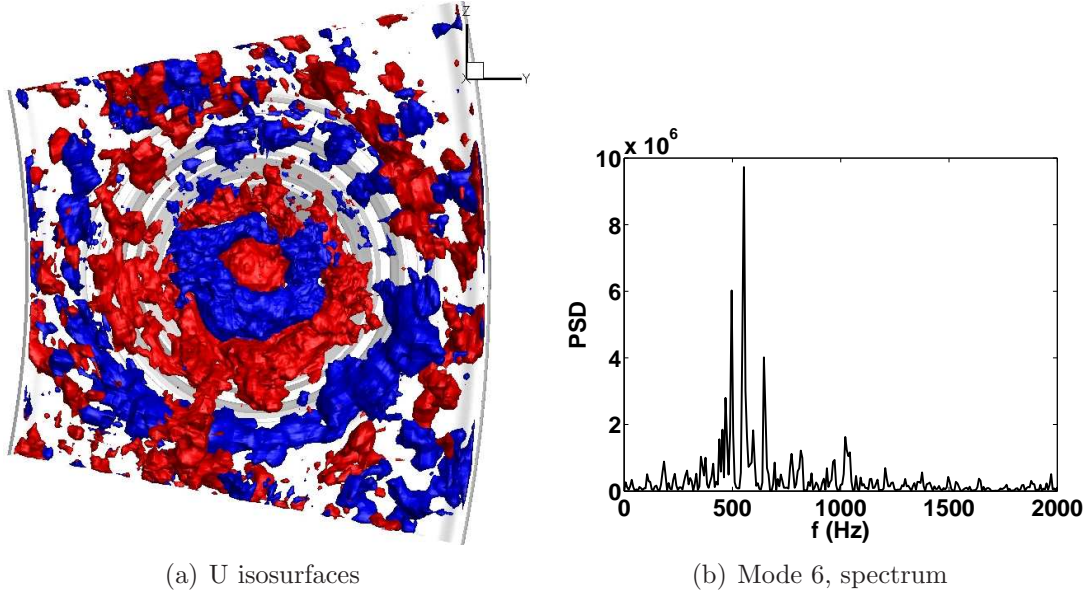 Z
X
Y
x 10^6
10
8
6
4
2
0
PSD
0 500 1000 1500 2000
f (Hz)
(a) U isosurfaces
(b) Mode 6, spectrum